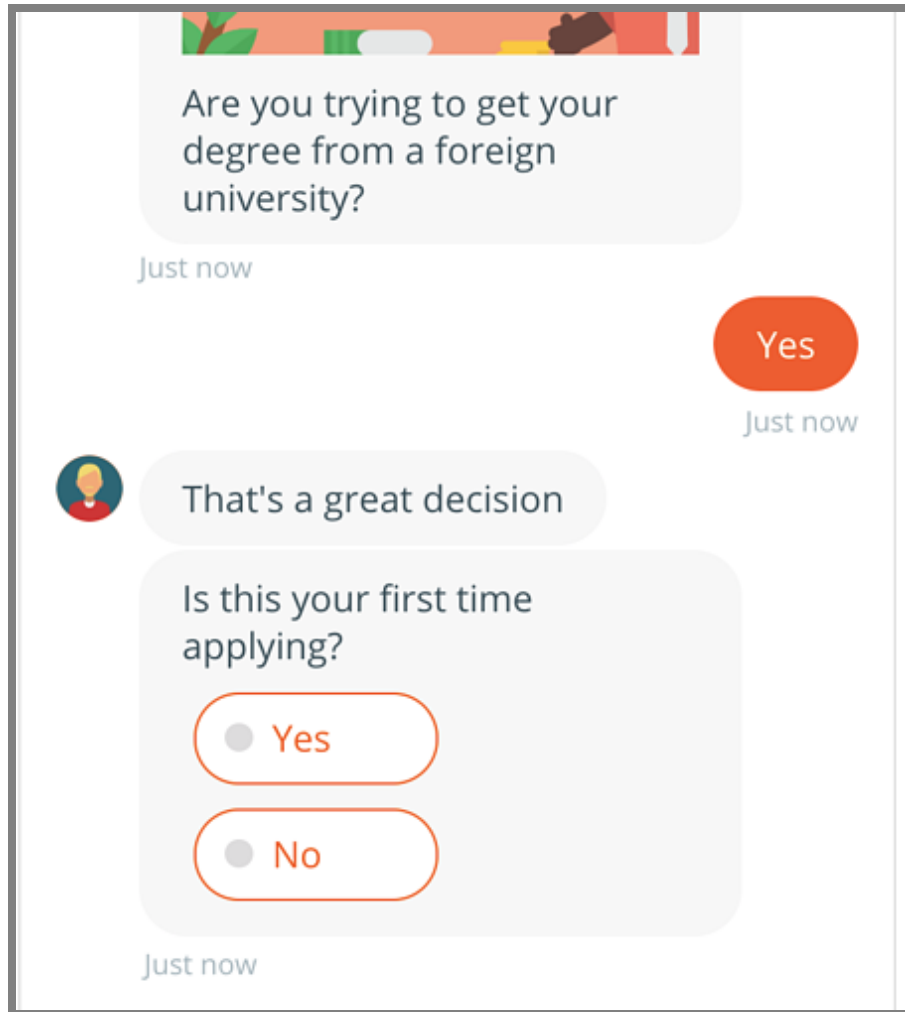 Are you trying to get your
degree from a foreign
university?
Just now
Yes
Just now
That's a great decision
Is this your first time
applying?
Yes
No
Just now